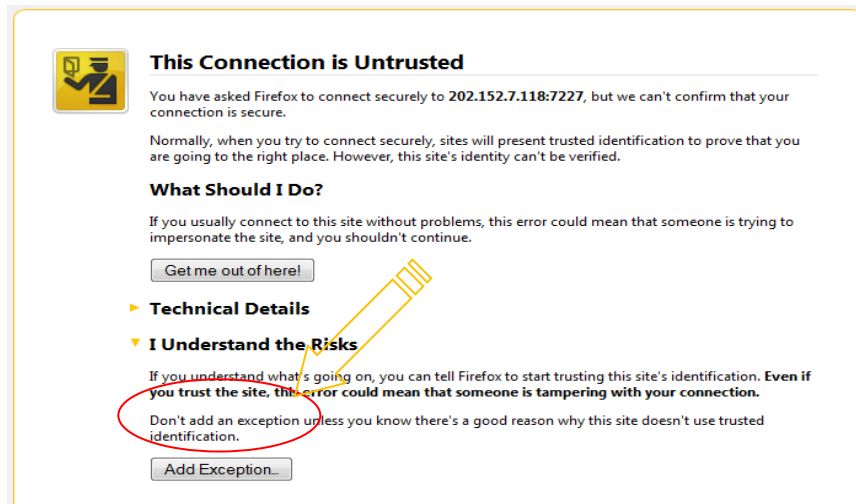 This Connection is Untrusted
You have asked Firefox to connect securely to 202.152.7.118:7227, but we can't confirm that your
connection is secure.
Normally, when you try to connect securely, sites will present trusted identification to prove that you
are going to the right place. However, this site's identity can't be verified.
What Should I Do?
If you usually connect to this site without problems, this error could mean that someone is trying to
impersonate the site, and you shouldn't continue.
Get me out of here!
Technical Details
I Understand the Risks
If you understand what's going on, you can tell Firefox to start trusting this site's identification. Even if
you trust the site, this error could mean that someone is tampering with your connection.
Don't add an exception unless you know there's a good reason why this site doesn't use trusted
identification.
Add Exception…